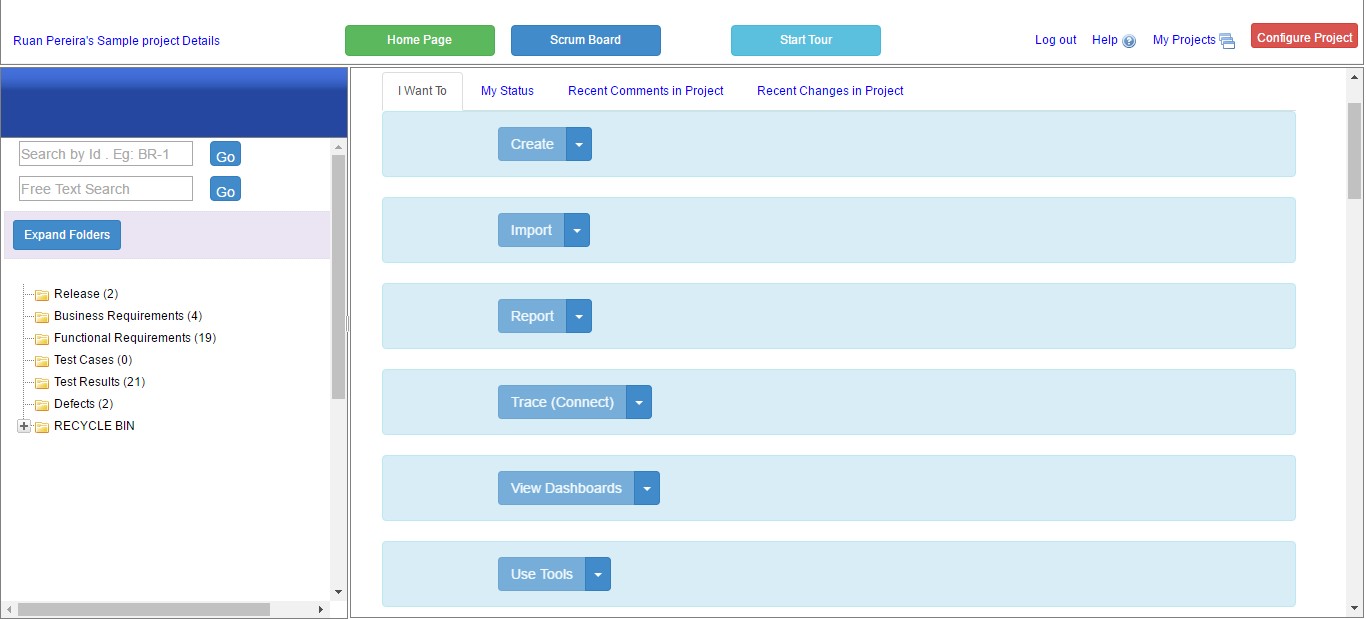 Ruan Pereira's Sample project Details
Home Page
Scrum Board
Start Tour
Log out
Help
My Projects
Configure Project
Search by Id . Eg: BR-1
Go
Free Text Search
Go
Expand Folders
Release (2)
Business Requirements (4)
Functional Requirements (19)
Test Cases (0)
Test Results (21)
Defects (2)
RECYCLE BIN
I Want To
My Status
Recent Comments in Project
Recent Changes in Project
Create
Import
Report
Trace (Connect)
View Dashboards
Use Tools